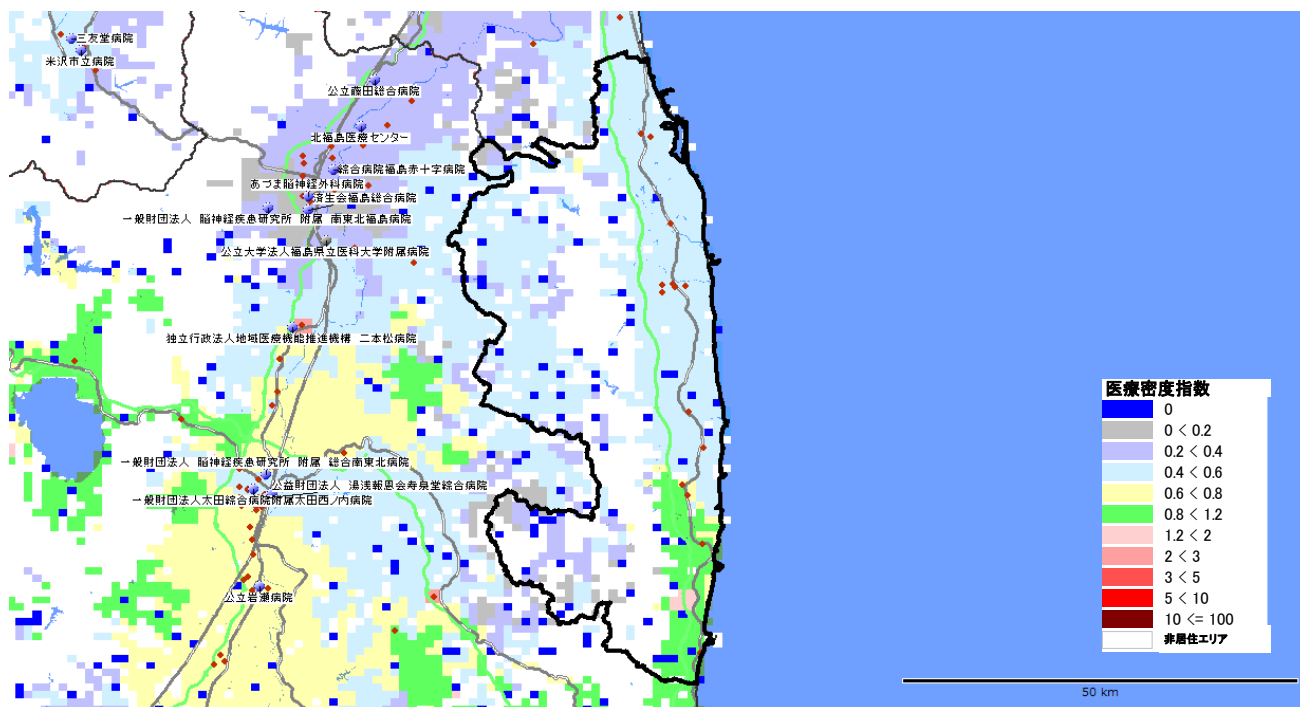 三友堂病院
米沢市立病院
公立藤田総合病院
北福島医療センター
綜合病院福島赤十字病院
あづま脳神経外科病院
済生会福島総合病院
一般財団法人 脳神経疾患研究所 附属 南東北福島病院
公立大学法人福島県立医科大学附属病院
独立行政法人地域医療機能推進機構 二本松病院
一般財団法人 脳神経疾患研究所 附属 総合南東北病院
公益財団法人 湯浅報恩会寿泉堂綜合病院
一般財団法人太田綜合病院附属太田西ノ内病院
公立岩瀬病院
医療密度指数
0
0 < 0.2
0.2 < 0.4
0.4 < 0.6
0.6 < 0.8
0.8 < 1.2
1.2 < 2
2 < 3
3 < 5
5 < 10
10 <= 100
非居住エリア
50 km